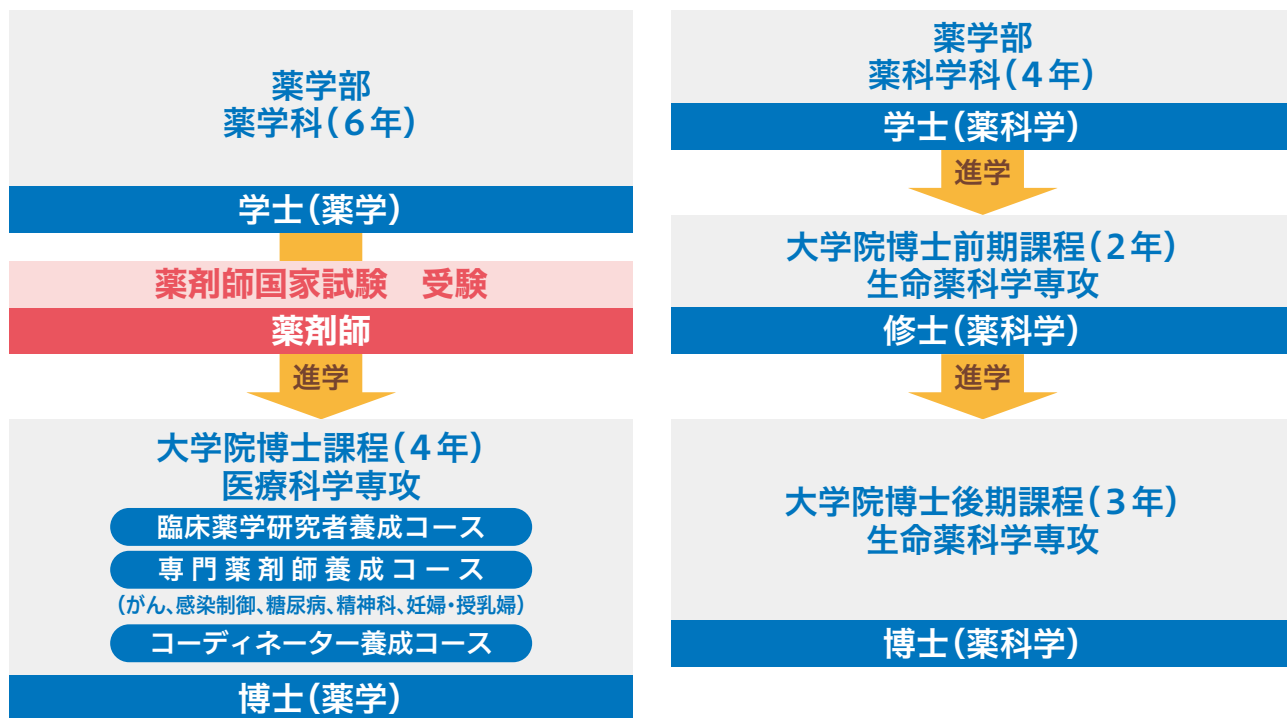 薬学部
薬学科(6年)
学士(薬学)
薬剤師国家試験　受験
薬剤師
進学
大学院博士課程(4年)
医療科学専攻
臨床薬学研究者養成コース
専門薬剤師養成コース
(がん、感染制御、糖尿病、精神科、妊婦・授乳婦)
コーディネーター養成コース
博士(薬学)
薬学部
薬科学科(4年)
学士(薬科学)
進学
大学院博士前期課程(2年)
生命薬科学専攻
修士(薬科学)
進学
大学院博士後期課程(3年)
生命薬科学専攻
博士(薬科学)